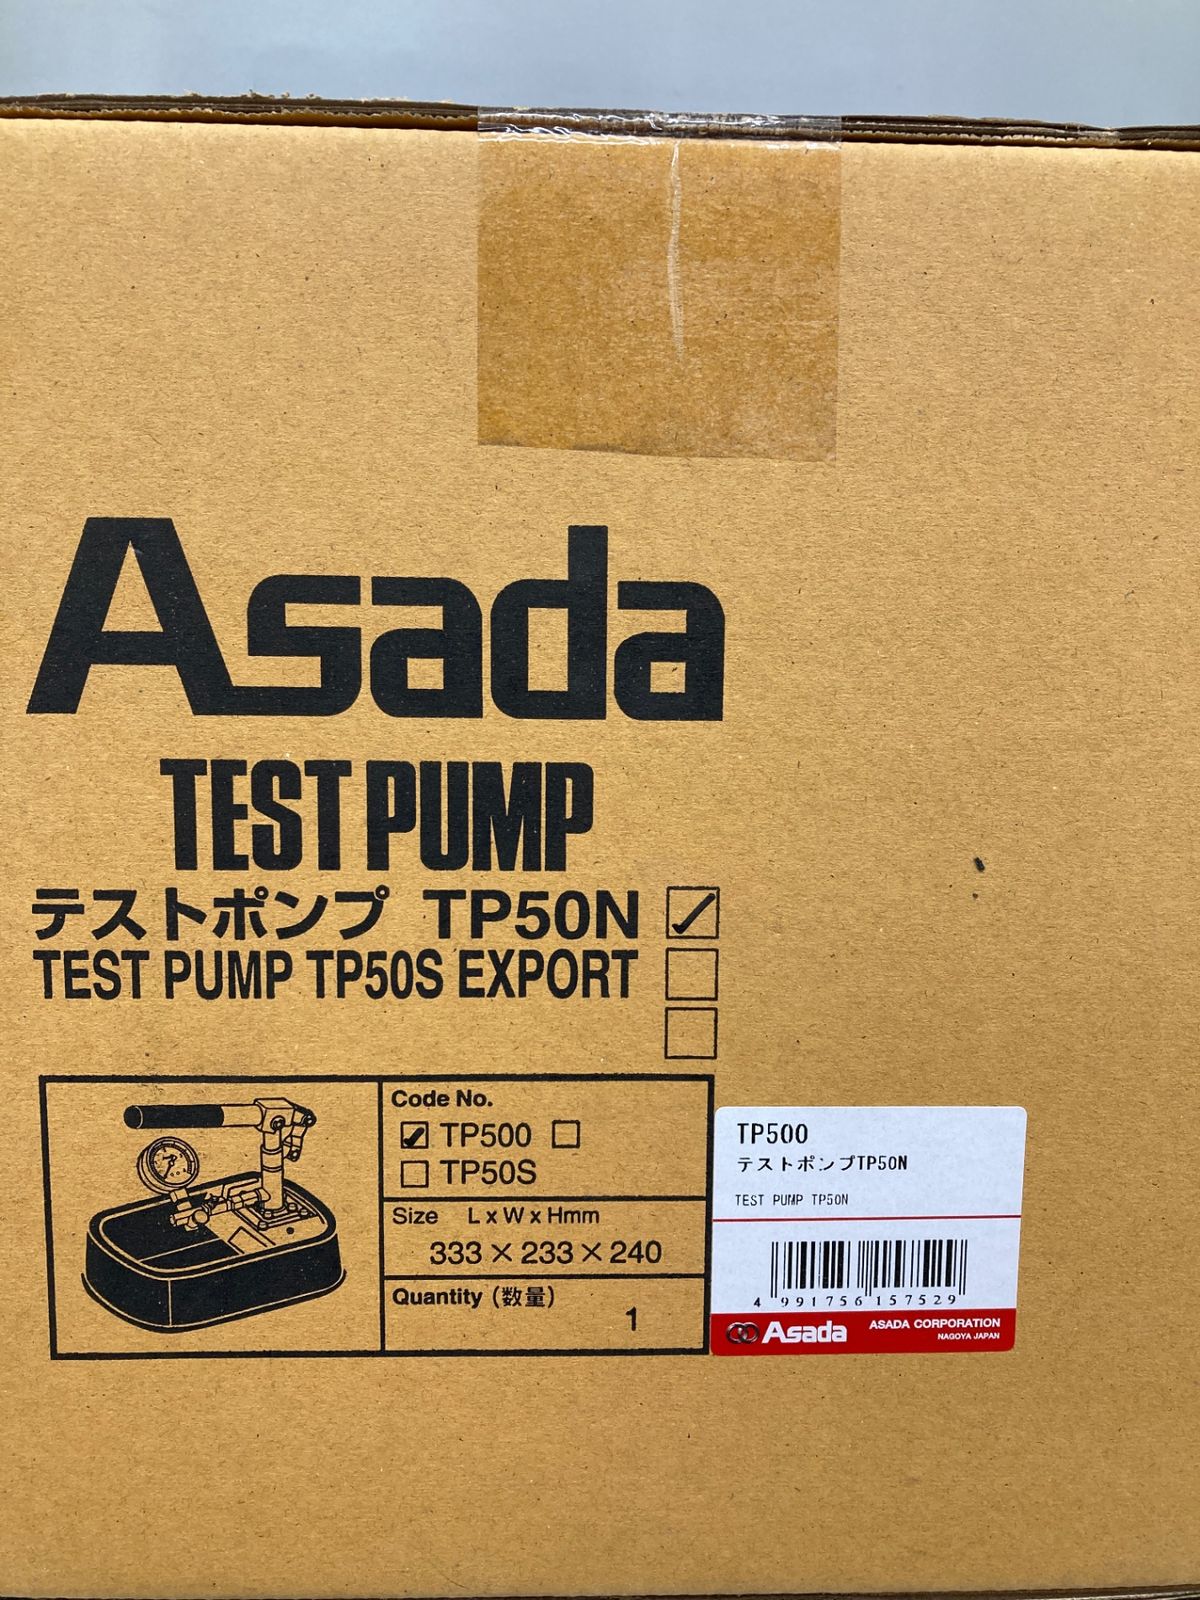 Asada
TEST PUMP
テストポンプ TP50N
TEST PUMP TP50S EXPORT
Code No.
TP500
TP50S
Size L x W x Hmm
333×233×240
Quantity (数量)
1
TP500
テストポンプTP50N
TEST PUMP TP50N
4 991756 157529
Asada
ASADA CORPORATION
NAGOYA JAPAN